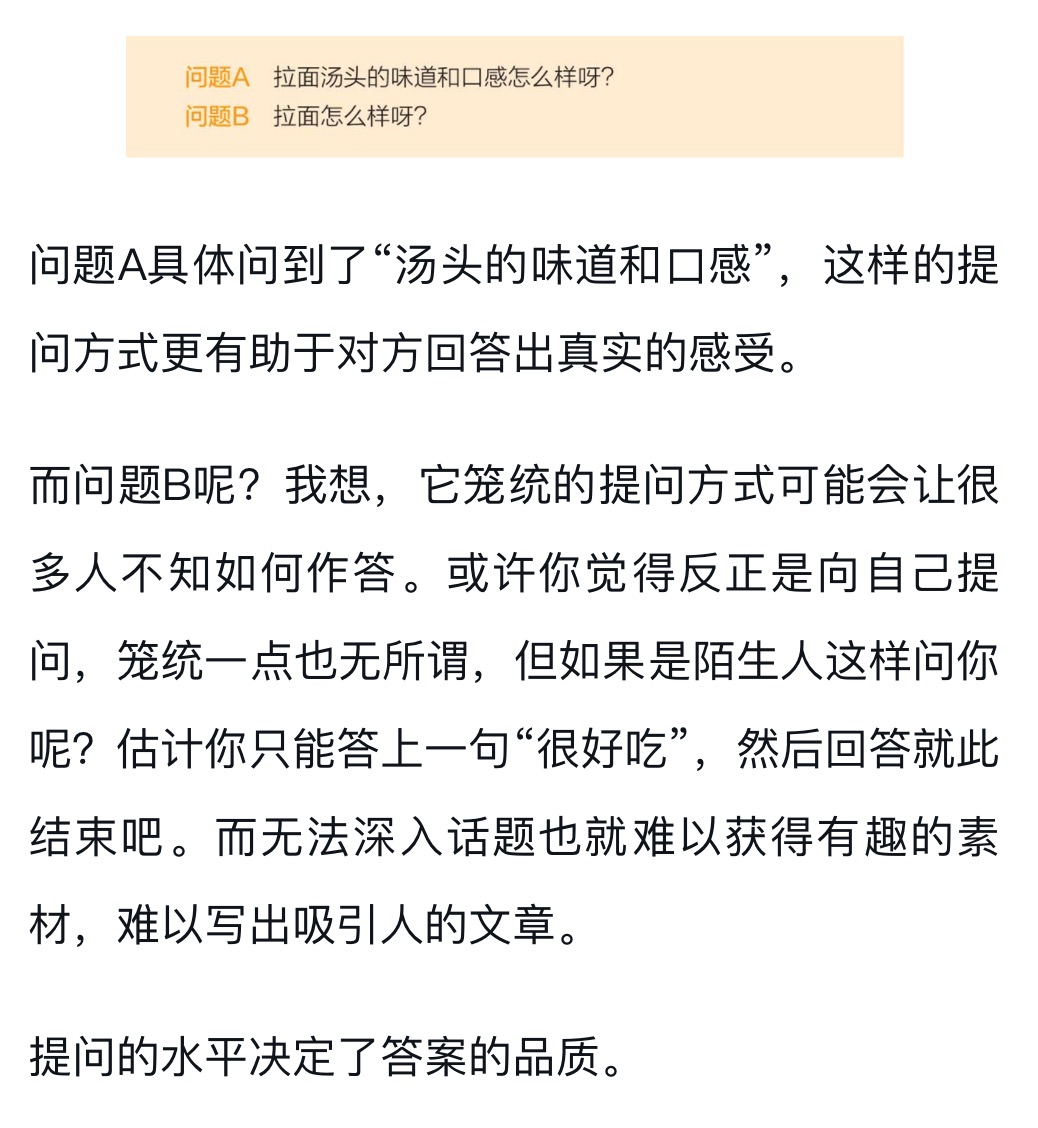 问题A 拉面汤头的味道和口感怎么样呀？
问题B 拉面怎么样呀？
问题A具体问到了“汤头的味道和口感”，这样的提
问方式更有助于对方回答出真实的感受。
而问题B呢？我想，它笼统的提问方式可能会让很
多人不知如何作答。或许你觉得反正是向自己提
问，笼统一点也无所谓，但如果是陌生人这样问你
呢？估计你只能答上一句“很好吃”，然后回答就此
结束吧。而无法深入话题也就难以获得有趣的素
材，难以写出吸引人的文章。
提问的水平决定了答案的品质。